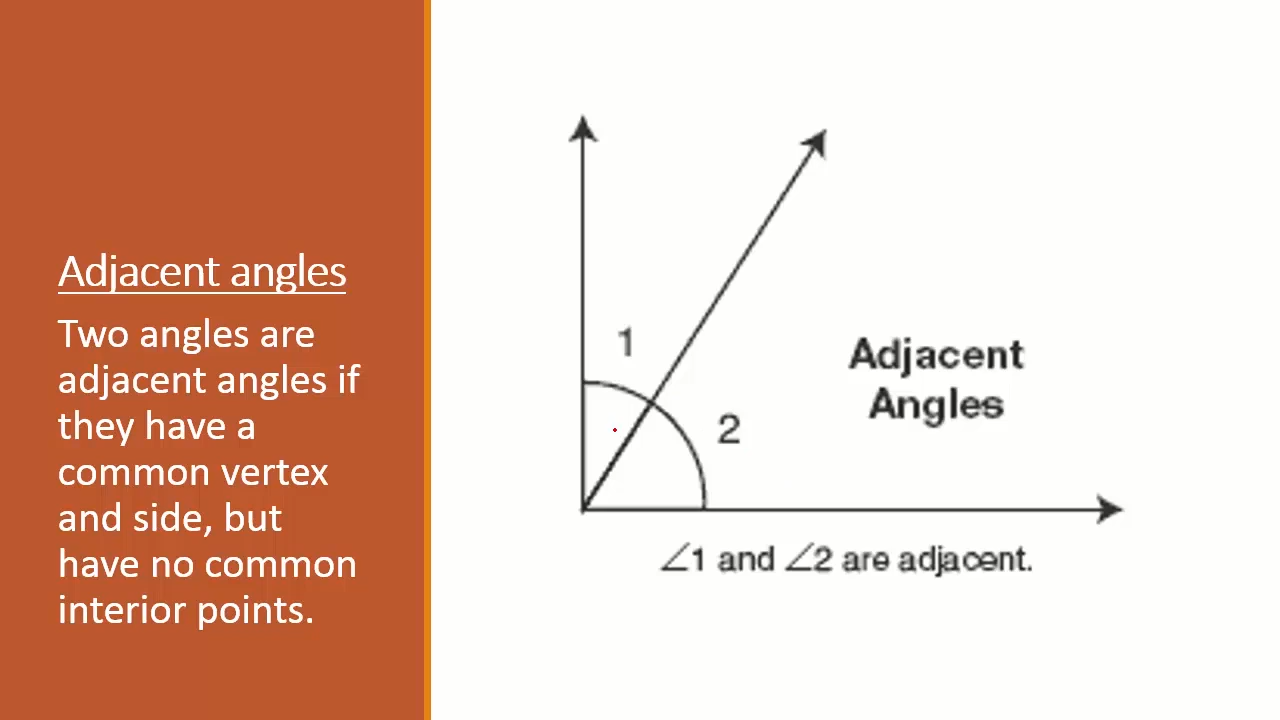 Adjacent angles
Two angles are
adjacent angles if
they have a
common vertex
and side, but
have no common
interior points.
1
2
Adjacent
Angles
∠1 and ∠2 are adjacent.